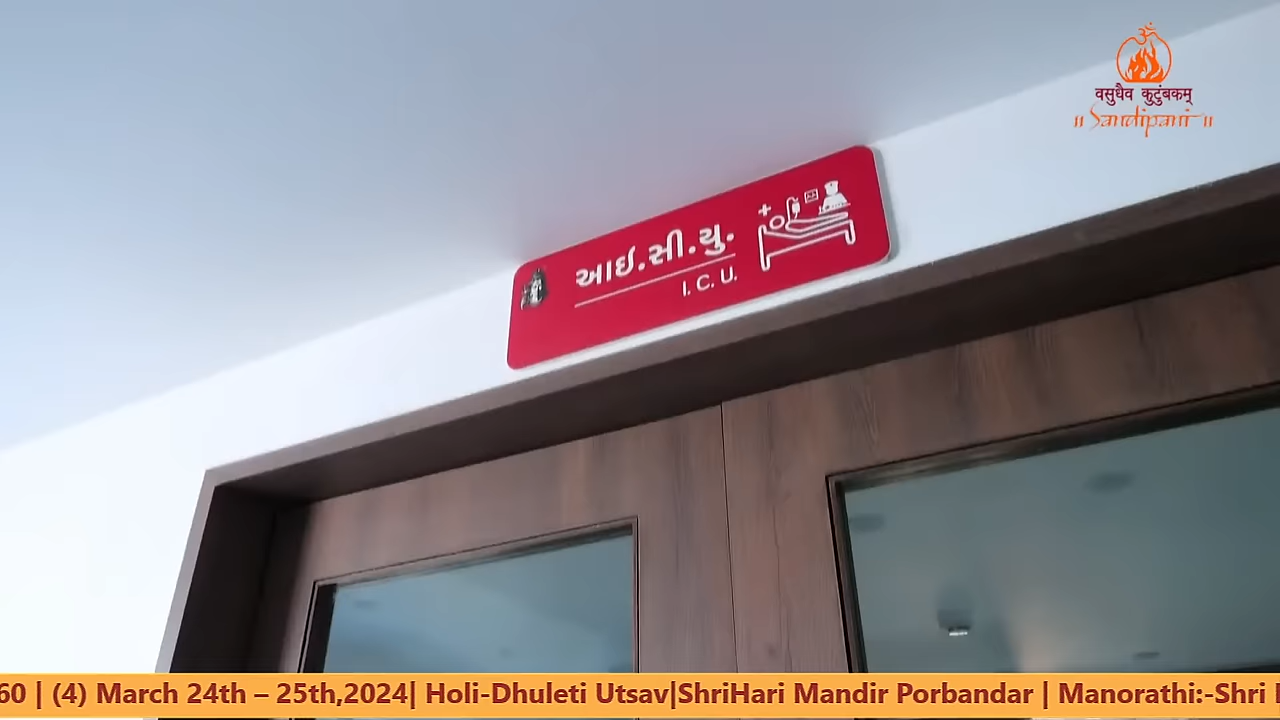 वसुधैव कुटुंबकम्
॥ Sandipani ॥
આઈ.સી.યુ.
I. C. U.
60 | (4) March 24th – 25th,2024| Holi-Dhuleti Utsav|ShriHari Mandir Porbandar | Manorathi:-Shri